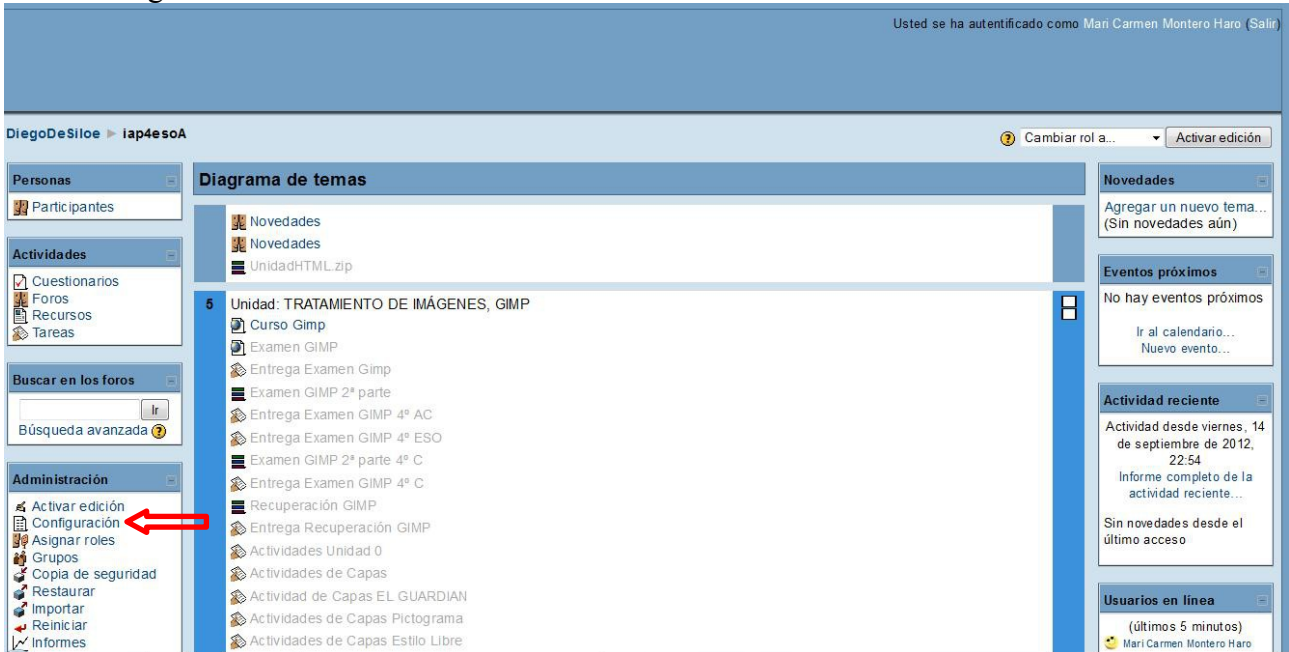 Usted se ha autentificado como Mari Carmen Montero Haro (Salir)
DiegoDeSiloe ► iap4esoA
Cambiar rol a...
Activar edición
Personas
Participantes
Actividades
Cuestionarios
Foros
Recursos
Tareas
Buscar en los foros
Ir
Búsqueda avanzada
Administración
Activar edición
Configuración
Asignar roles
Grupos
Copia de seguridad
Restaurar
Importar
Reiniciar
Informes
Diagrama de temas
Novedades
Novedades
UnidadHTML.zip
5 Unidad: TRATAMIENTO DE IMÁGENES, GIMP
Curso Gimp
Examen GIMP
Entrega Examen Gimp
Examen GIMP 2ª parte
Entrega Examen GIMP 4º AC
Entrega Examen GIMP 4º ESO
Examen GIMP 2ª parte 4º C
Entrega Examen GIMP 4º C
Recuperación GIMP
Entrega Recuperación GIMP
Actividades Unidad 0
Actividades de Capas
Actividad de Capas EL GUARDIAN
Actividades de Capas Pictograma
Actividades de Capas Estilo Libre
Novedades
Agregar un nuevo tema...
(Sin novedades aún)
Eventos próximos
No hay eventos próximos
Ir al calendario...
Nuevo evento...
Actividad reciente
Actividad desde viernes, 14
de septiembre de 2012,
22:54
Informe completo de la
actividad reciente...
Sin novedades desde el
último acceso
Usuarios en línea
(últimos 5 minutos)
Mari Carmen Montero Haro